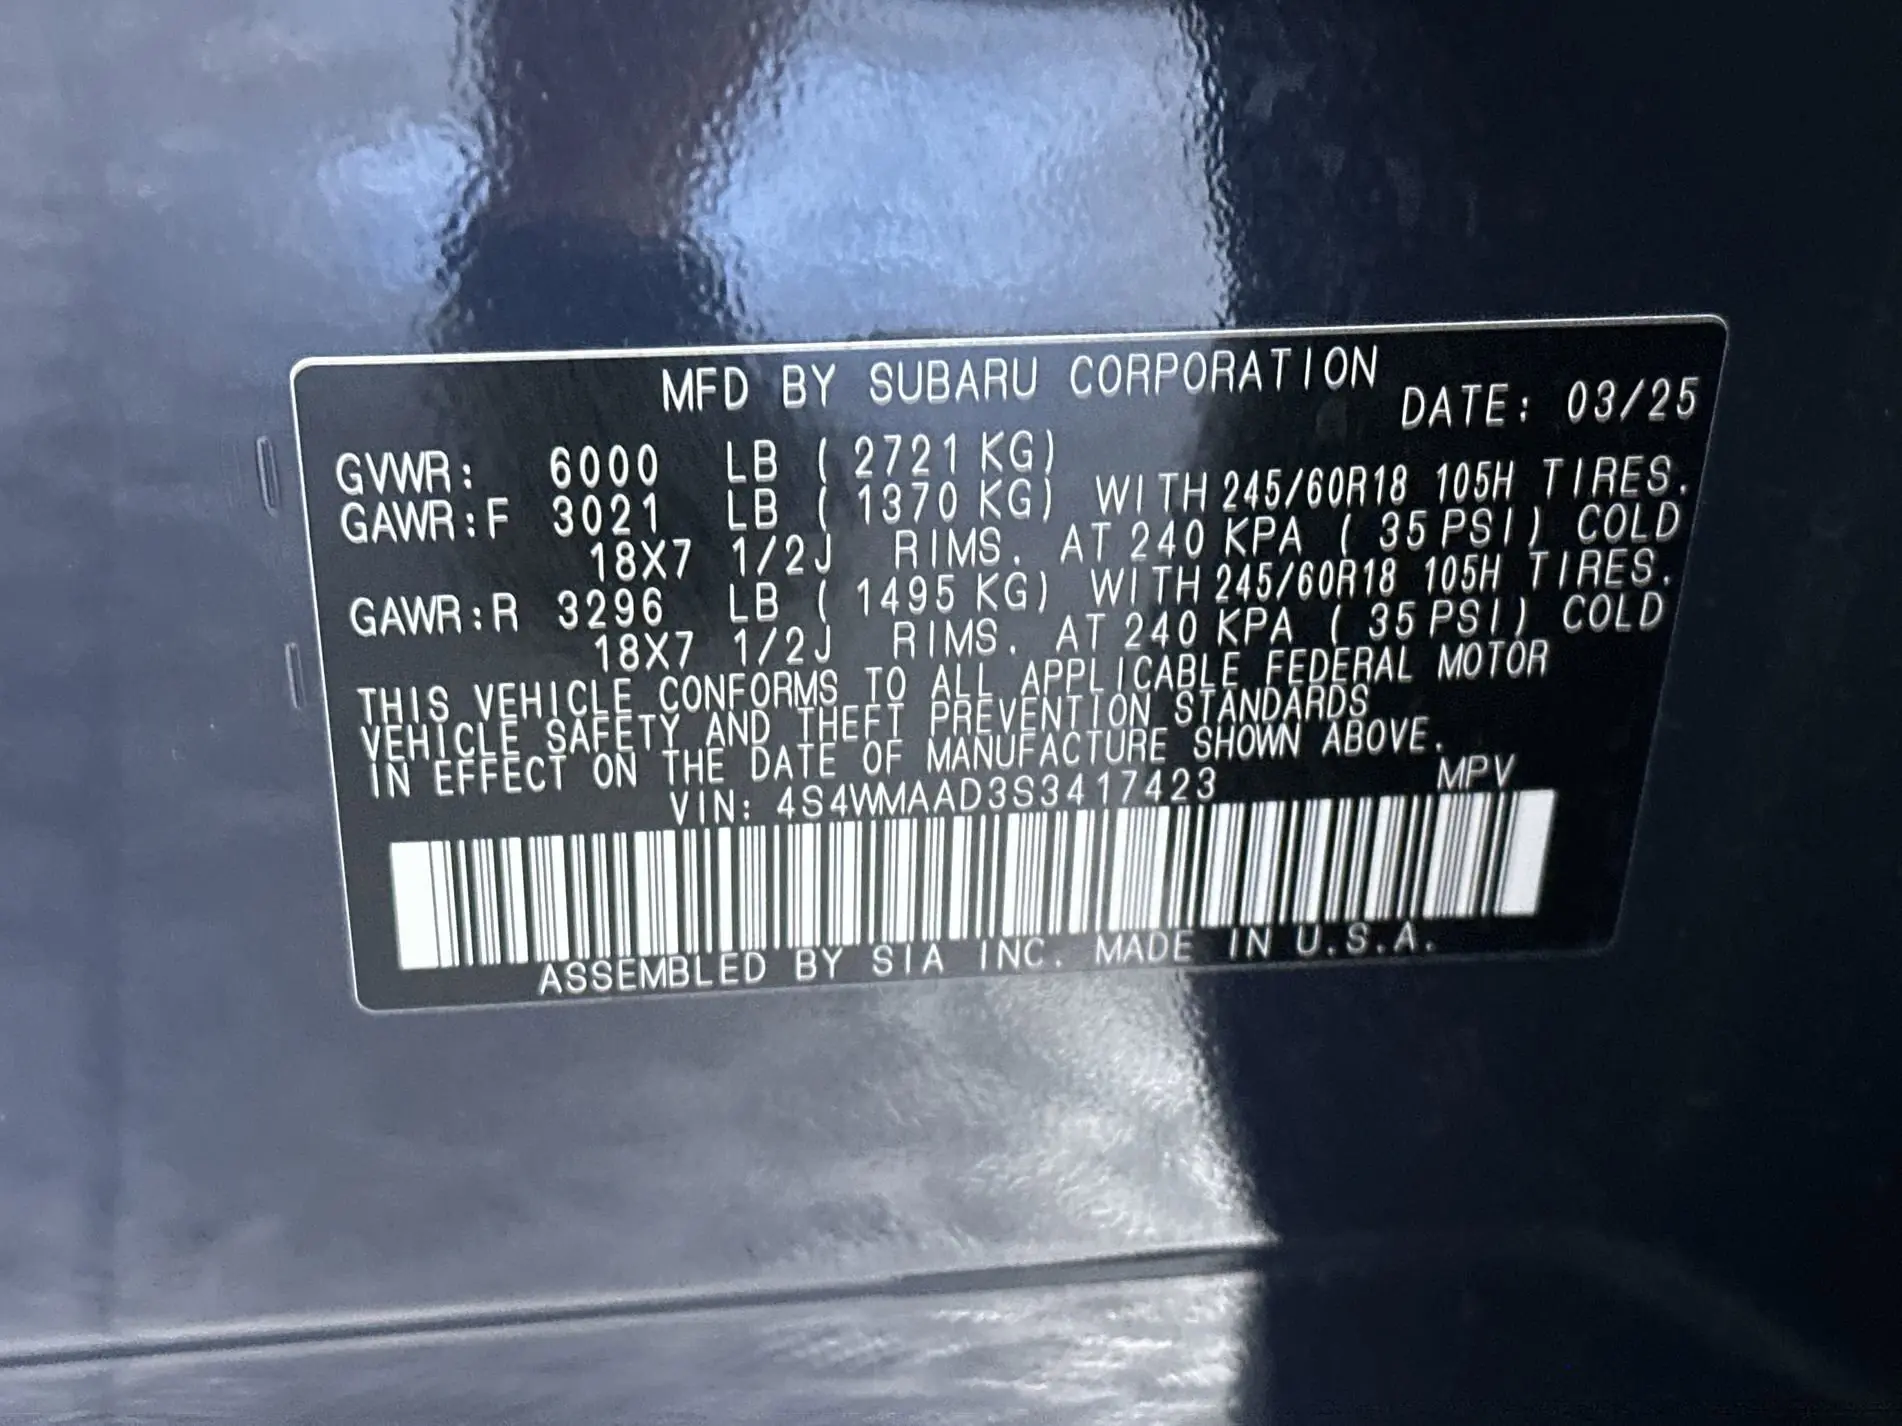 MFD BY SUBARU CORPORATION DATE: 03/25
GVWR: 6000 LB ( 2721 KG)
GAWR:F 3021 LB ( 1370 KG) WITH 245/60R18 105H TIRES.
18X7 1/2J RIMS. AT 240 KPA ( 35 PSI) COLD
GAWR:R 3296 LB ( 1495 KG) WITH 245/60R18 105H TIRES.
18X7 1/2J RIMS. AT 240 KPA ( 35 PSI) COLD
THIS VEHICLE CONFORMS TO ALL APPLICABLE FEDERAL MOTOR
VEHICLE SAFETY AND THEFT PREVENTION STANDARDS
IN EFFECT ON THE DATE OF MANUFACTURE SHOWN ABOVE.
VIN: 4S4WMAAD3S3417423 MPV
ASSEMBLED BY SIA INC. MADE IN U.S.A.